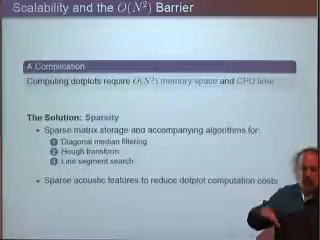 Scalability and the O(N²) Barrier
A Complication
Computing dotplots require O(N²) memory space and CPU time
The Solution: Sparsity
• Sparse matrix storage and accompanying algorithms for:
1 Diagonal median filtering
2 Hough transform
3 Line segment search
• Sparse acoustic features to reduce dotplot computation costs